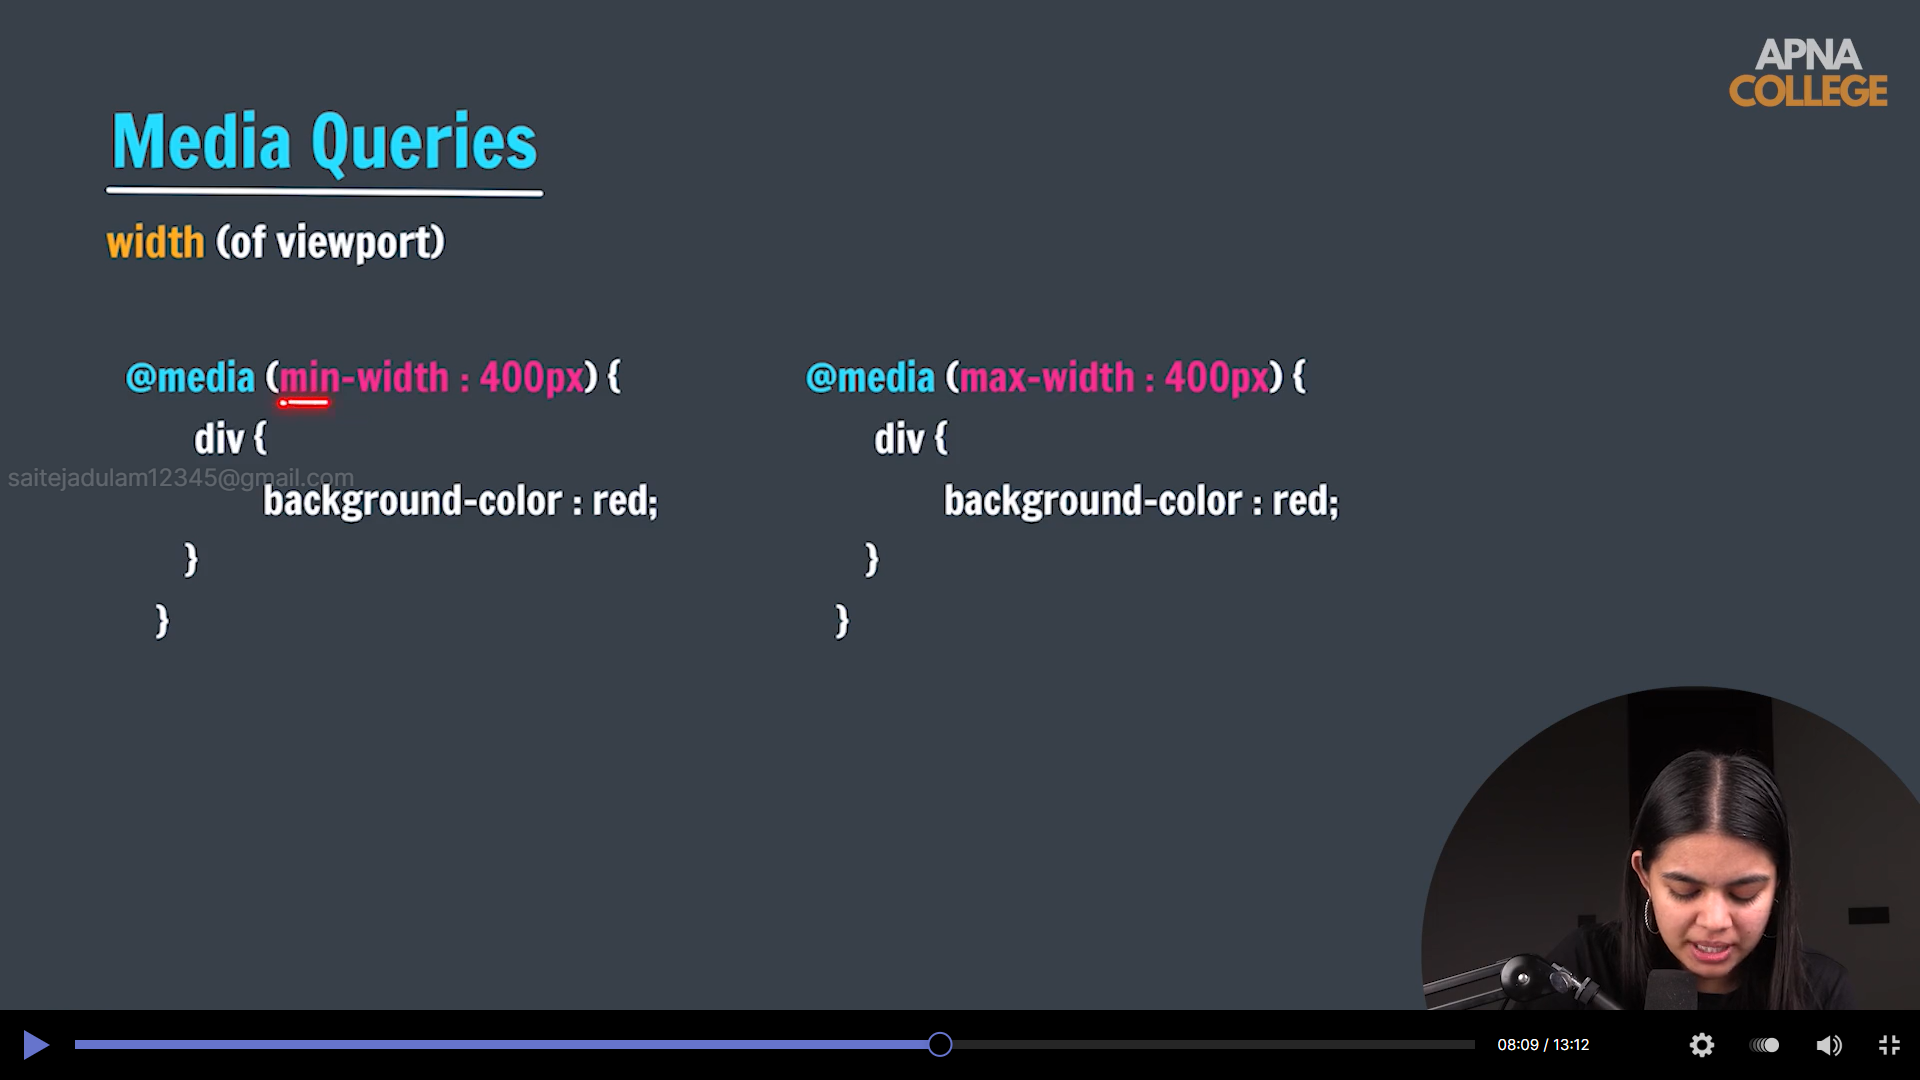 APNA
COLLEGE
Media Queries
width (of viewport)
@media (min-width : 400px) {
div {
background-color : red;
}
}
@media (max-width : 400px) {
div {
background-color : red;
}
}
saitejadulam12345@gmail.com
08:09 / 13:12